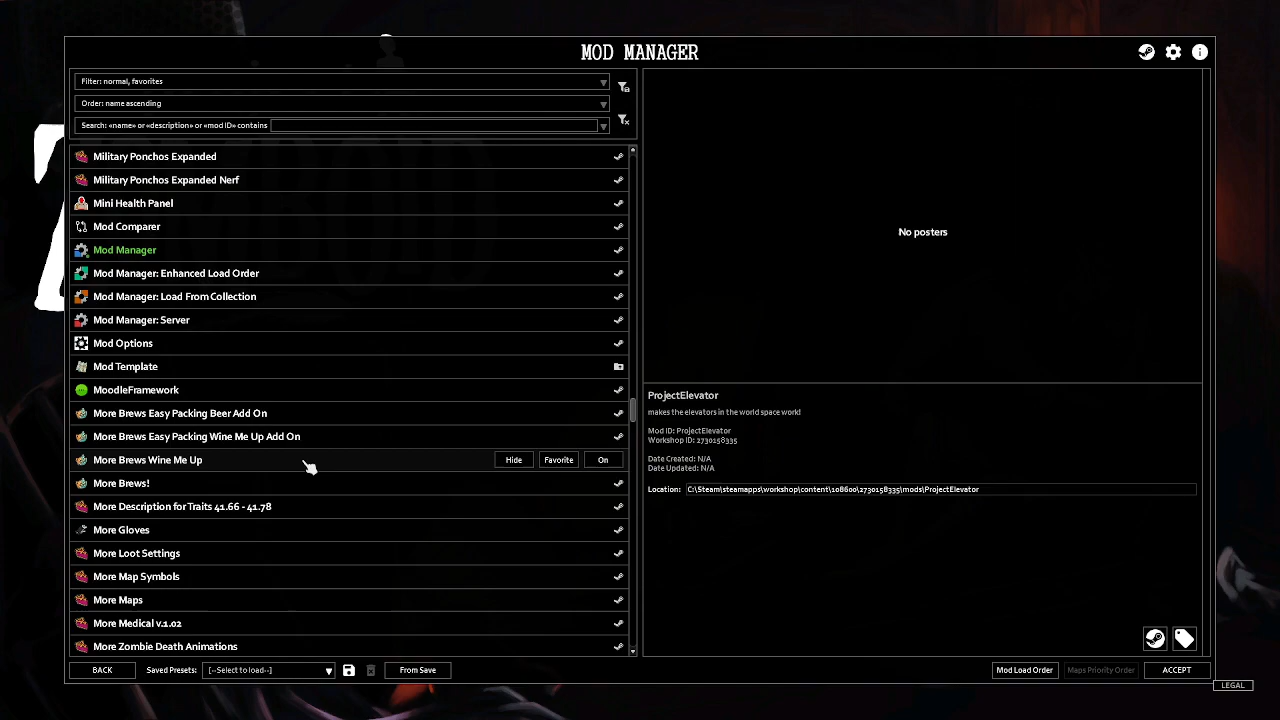 MOD MANAGER
Filter: normal, favorites
Order: name ascending
Search: «name» or «description» or «mod ID» contains
Military Ponchos Expanded
Military Ponchos Expanded Nerf
Mini Health Panel
Mod Comparer
Mod Manager
Mod Manager: Enhanced Load Order
Mod Manager: Load From Collection
Mod Manager: Server
Mod Options
Mod Template
MoodleFramework
More Brews Easy Packing Beer Add On
More Brews Easy Packing Wine Me Up Add On
More Brews Wine Me Up Hide Favorite On
More Brews!
More Description for Traits 41.66 - 41.78
More Gloves
More Loot Settings
More Map Symbols
More Maps
More Medical v.1.02
More Zombie Death Animations
No posters
ProjectElevator
makes the elevators in the world space work!
Mod ID: ProjectElevator
Workshop ID: 2730158335
Date Created: N/A
Date Updated: N/A
Location: C:\Steam\steamapps\workshop\content\108600\2730158335\mods\ProjectElevator
BACK Saved Presets: [--Select to load--] From Save Mod Load Order Maps Priority Order ACCEPT
LEGAL